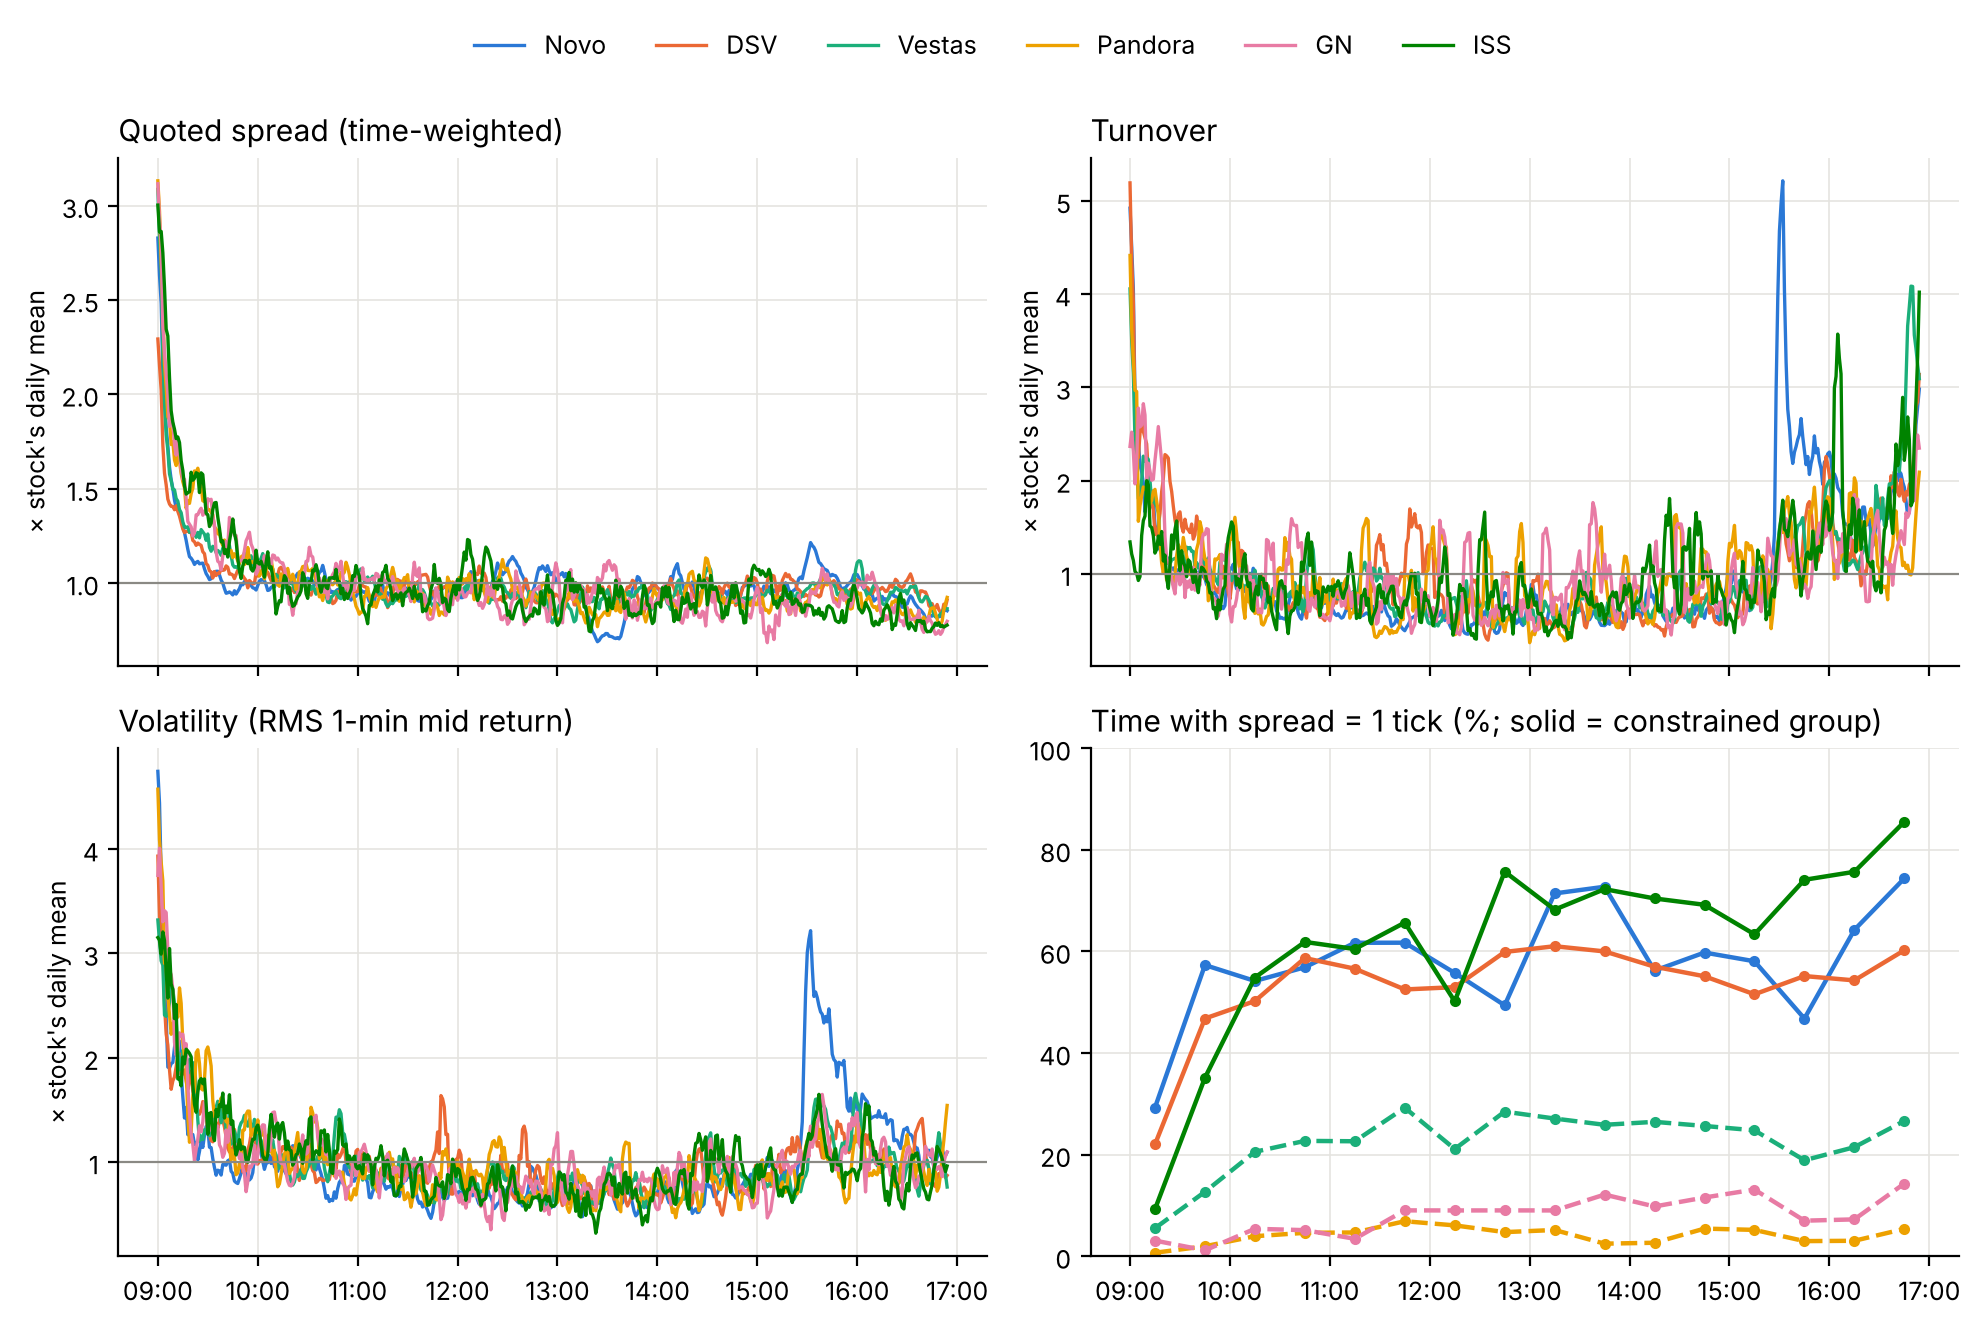 Novo DSV Vestas Pandora GN ISS
Quoted spread (time-weighted)
× stock's daily mean
3.0
2.5
2.0
1.5
1.0
Turnover
× stock's daily mean
5
4
3
2
1
Volatility (RMS 1-min mid return)
× stock's daily mean
4
3
2
1
09:00 10:00 11:00 12:00 13:00 14:00 15:00 16:00 17:00
Time with spread = 1 tick (%; solid = constrained group)
100
80
60
40
20
0
09:00 10:00 11:00 12:00 13:00 14:00 15:00 16:00 17:00